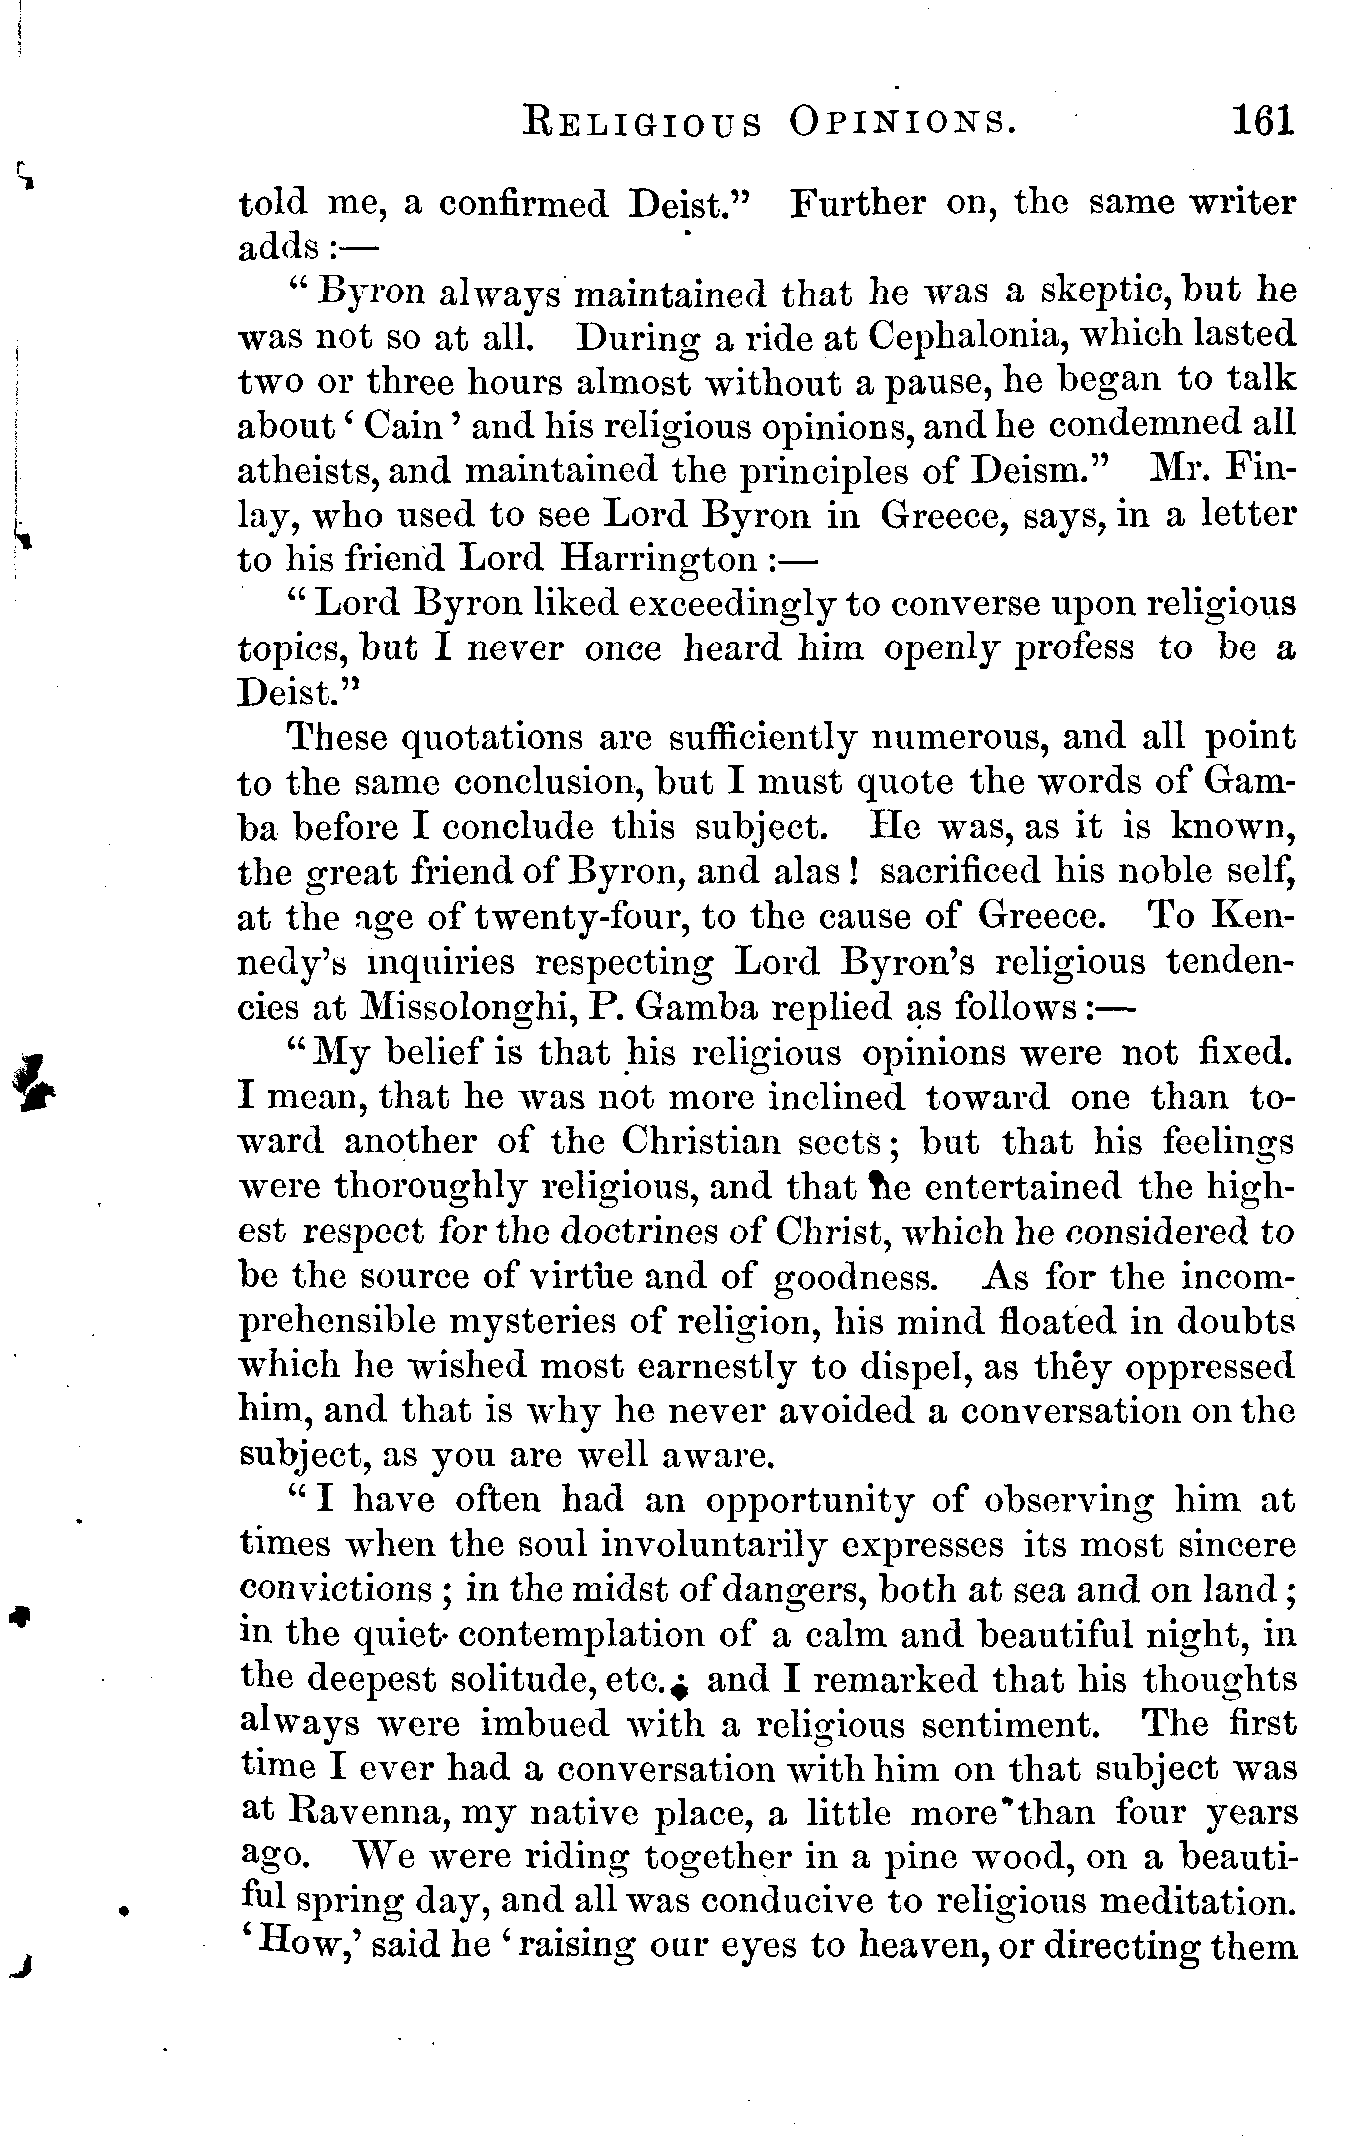 RELIGIOUS OPINIONS. 161
told me, a confirmed Deist.” Further on, the same writer
adds :—
“ Byron always maintained that he was a skeptic, but he
was not so at all. During a ride at Cephalonia, which lasted
two or three hours almost without a pause, he began to talk
about ‘ Cain ’ and his religious opinions, and he condemned all
atheists, and maintained the principles of Deism.” Mr. Fin-
lay, who used to see Lord Byron in Greece, says, in a letter
to his friend Lord Harrington :—
“ Lord Byron liked exceedingly to converse upon religious
topics, but I never once heard him openly profess to be a
Deist.”
These quotations are sufficiently numerous, and all point
to the same conclusion, but I must quote the words of Gam-
ba before I conclude this subject. He was, as it is known,
the great friend of Byron, and alas ! sacrificed his noble self,
at the age of twenty-four, to the cause of Greece. To Ken-
nedy’s inquiries respecting Lord Byron’s religious tenden-
cies at Missolonghi, P. Gamba replied as follows :—
“ My belief is that his religious opinions were not fixed.
I mean, that he was not more inclined toward one than to-
ward another of the Christian sects ; but that his feelings
were thoroughly religious, and that he entertained the high-
est respect for the doctrines of Christ, which he considered to
be the source of virtue and of goodness. As for the incom-
prehensible mysteries of religion, his mind floated in doubts
which he wished most earnestly to dispel, as they oppressed
him, and that is why he never avoided a conversation on the
subject, as you are well aware.
“ I have often had an opportunity of observing him at
times when the soul involuntarily expresses its most sincere
convictions ; in the midst of dangers, both at sea and on land ;
in the quiet contemplation of a calm and beautiful night, in
the deepest solitude, etc. ; and I remarked that his thoughts
always were imbued with a religious sentiment. The first
time I ever had a conversation with him on that subject was
at Ravenna, my native place, a little more than four years
ago. We were riding together in a pine wood, on a beauti-
ful spring day, and all was conducive to religious meditation.
‘ How,’ said he ‘ raising our eyes to heaven, or directing them